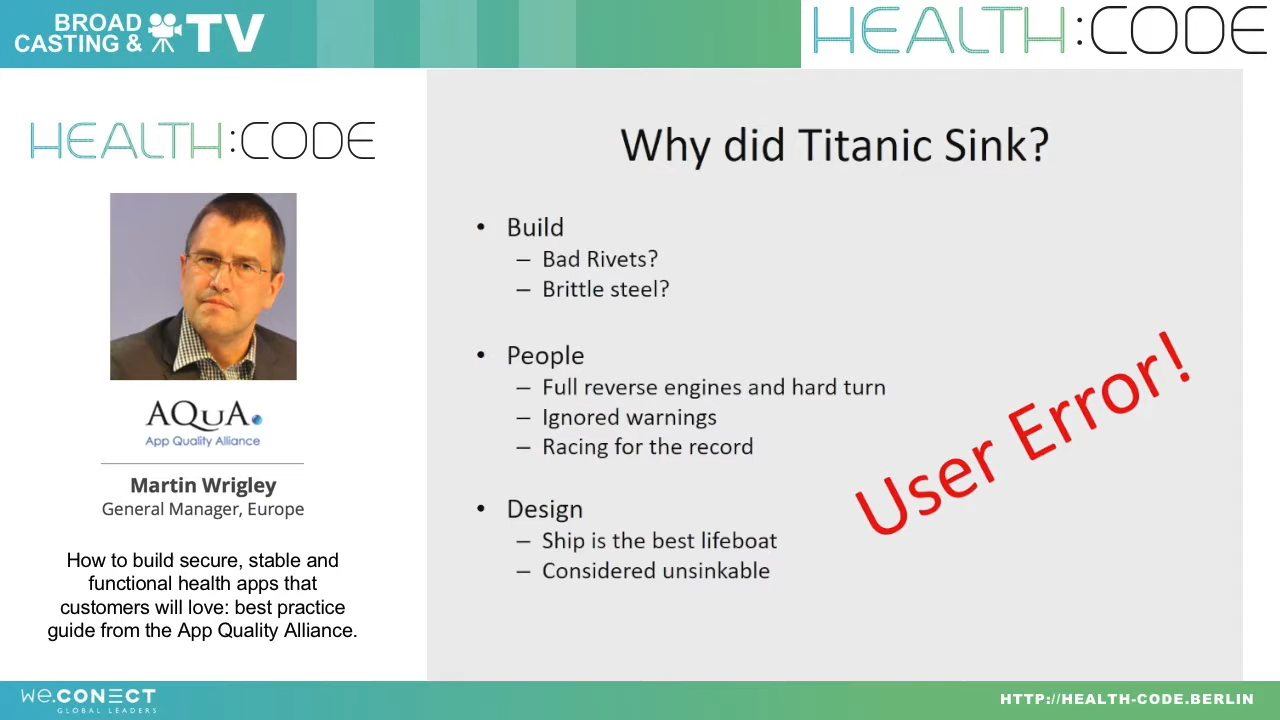 BROAD
CASTING & TV
HEALTH:CODE
HEALTH:CODE
AQUA
App Quality Alliance
Martin Wrigley
General Manager, Europe
How to build secure, stable and
functional health apps that
customers will love: best practice
guide from the App Quality Alliance.
Why did Titanic Sink?
• Build
– Bad Rivets?
– Brittle steel?
• People
– Full reverse engines and hard turn
– Ignored warnings
– Racing for the record
• Design
– Ship is the best lifeboat
– Considered unsinkable
User Error!
we.CONECT
GLOBAL LEADERS
HTTP://HEALTH-CODE.BERLIN